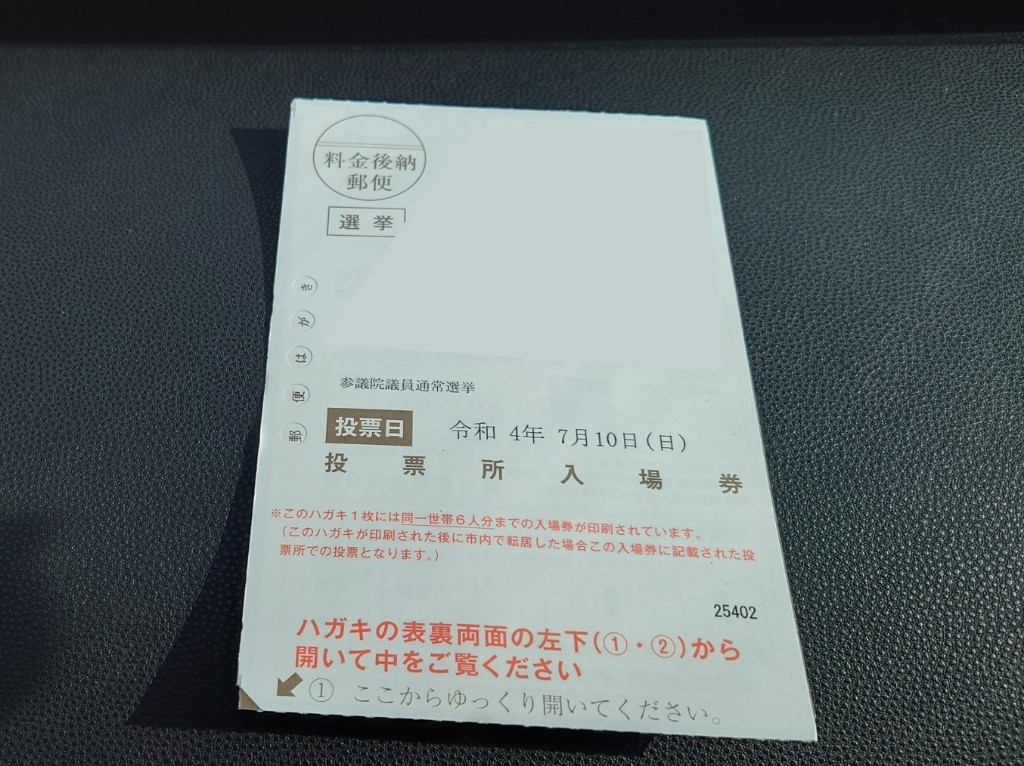 料金後納
郵便
選挙
郵便はがき
参議院議員通常選挙
投票日 令和 4年 7月10日(日)
投票所入場券
※このハガキ1枚には同一世帯6人分までの入場券が印刷されています。
(このハガキが印刷された後に市内で転居した場合この入場券に記載された投
票所での投票となります。)
25402
ハガキの表裏両面の左下(①・②)から
開いて中をご覧ください
① ここからゆっくり開いてください。